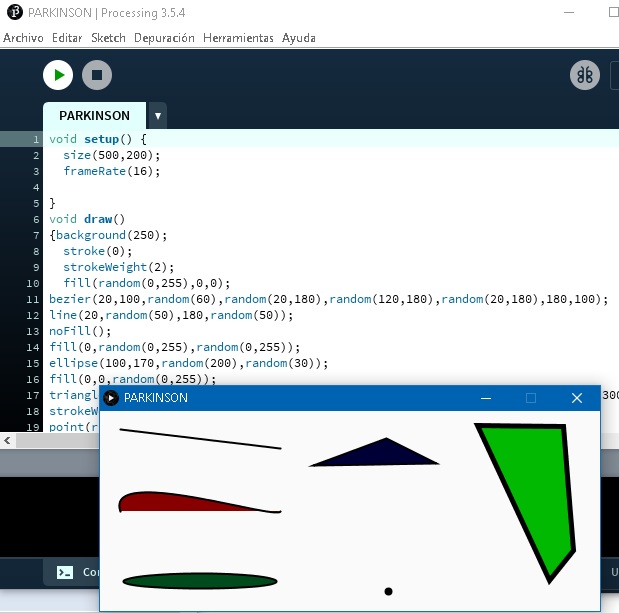 PARKINSON | Processing 3.5.4
Archivo Editar Sketch Depuración Herramientas Ayuda
PARKINSON ▼
1 void setup() {
2 size(500,200);
3 frameRate(16);
4
5 }
6 void draw()
7 {background(250);
8 stroke(0);
9 strokeWeight(2);
10 fill(random(0,255),0,0);
11 bezier(20,100,random(60),random(20,180),random(120,180),random(20,180),180,100);
12 line(20,random(50),180,random(50));
13 noFill();
14 fill(0,random(0,255),random(0,255));
15 ellipse(100,170,random(200),random(30));
16 fill(0,0,random(0,255));
17 triangl
18 strokeW
19 point(r
PARKINSON